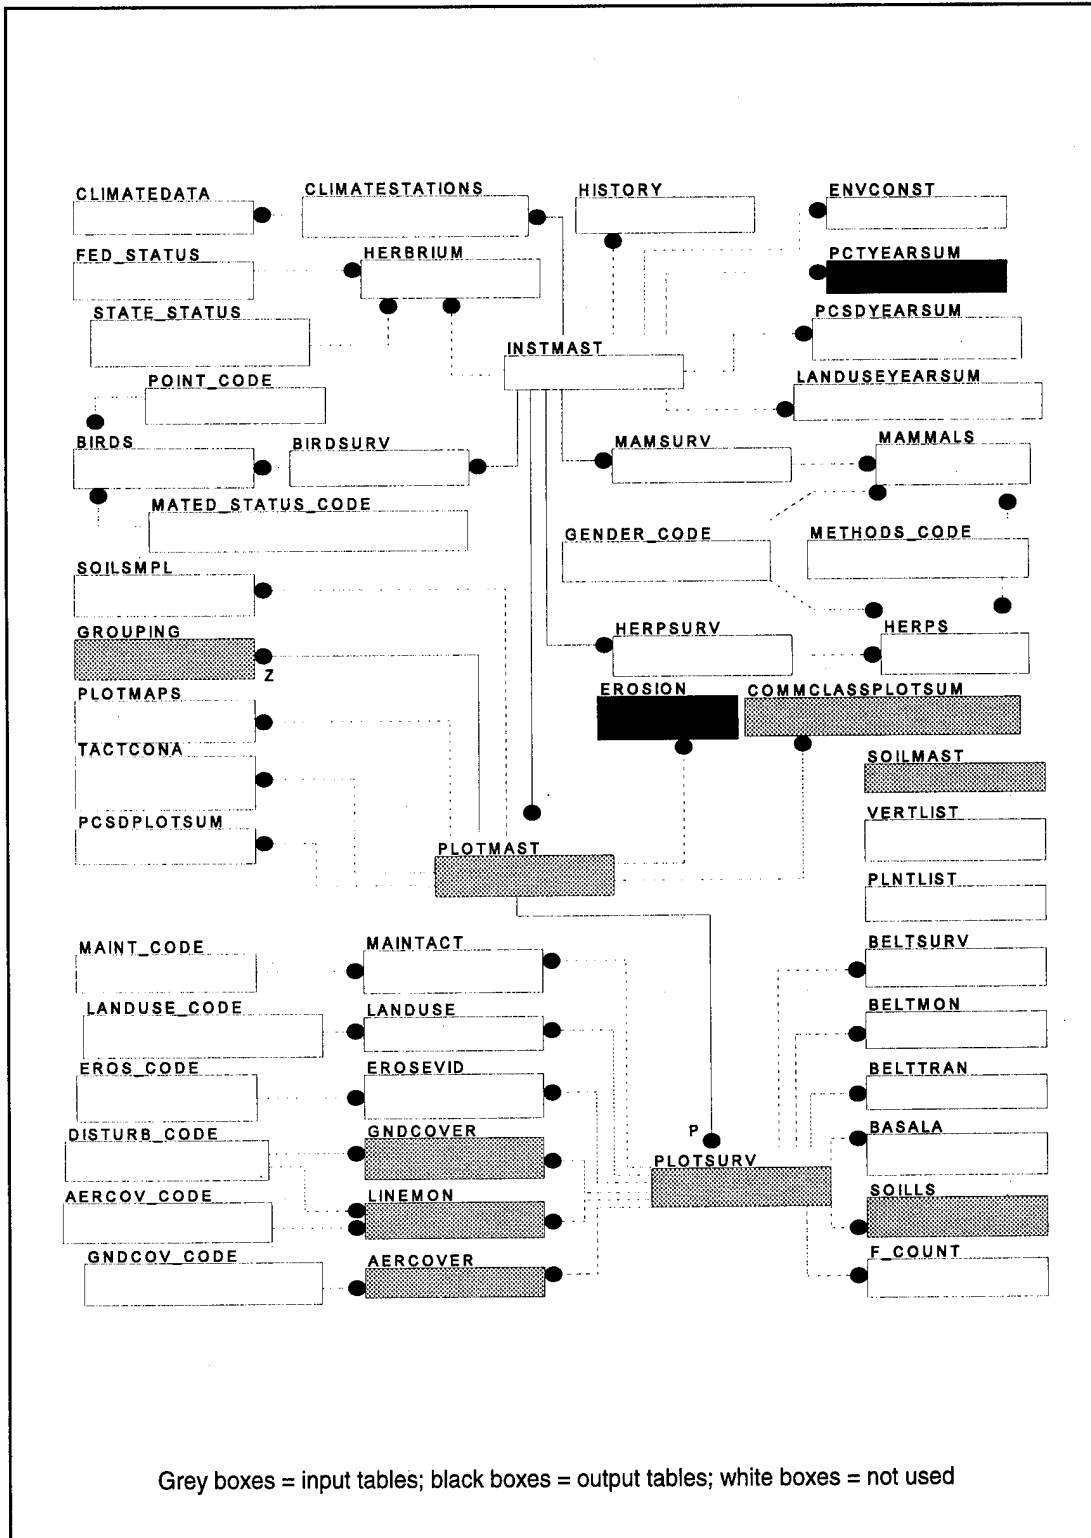 CLIMATEDATA
CLIMATESTATIONS
HISTORY
ENVCONST
FED_STATUS
HERBRIUM
PCTYEARSUM
STATE_STATUS
PCSDYEARSUM
INSTMAST
POINT_CODE
LANDUSEYEARSUM
BIRDS
BIRDSURV
MAMSURV
MAMMALS
MATED_STATUS_CODE
GENDER_CODE
METHODS_CODE
SOILSMPL
GROUPING
HERPSURV
HERPS
Z
PLOTMAPS
EROSION
COMMCLASSPLOTSUM
TACTCONA
SOILMAST
PCSDPLOTSUM
VERTLIST
PLOTMAST
PLNTLIST
MAINT_CODE
MAINTACT
BELTSURV
LANDUSE_CODE
LANDUSE
BELTMON
EROS_CODE
EROSEVID
BELTTRAN
DISTURB_CODE
GNDCOVER
P
BASALA
PLOTSURV
AERCOV_CODE
LINEMON
SOILLS
GNDCOV_CODE
AERCOVER
F_COUNT
Grey boxes = input tables; black boxes = output tables; white boxes = not used